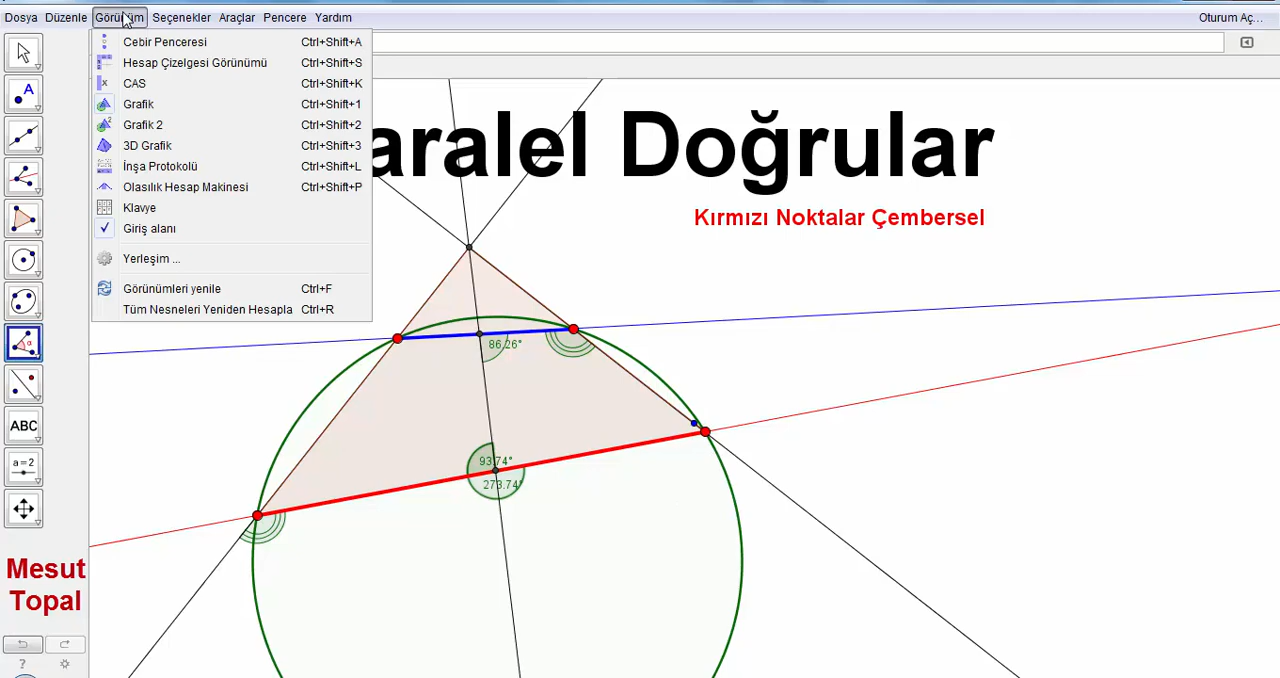 Dosya Düzenle Görünüm Seçenekler Araçlar Pencere Yardım Oturum Aç...
Cebir Penceresi Ctrl+Shift+A
Hesap Çizelgesi Görünümü Ctrl+Shift+S
CAS Ctrl+Shift+K
Grafik Ctrl+Shift+1
Grafik 2 Ctrl+Shift+2
3D Grafik Ctrl+Shift+3
İnşa Protokolü Ctrl+Shift+L
Olasılık Hesap Makinesi Ctrl+Shift+P
Klavye
Giriş alanı
Yerleşim ...
Görünümleri yenile Ctrl+F
Tüm Nesneleri Yeniden Hesapla Ctrl+R
aralel Doğrular
Kırmızı Noktalar Çembersel
86.26°
93.74°
273.74°
A
α
ABC
a=2
Mesut
Topal
?